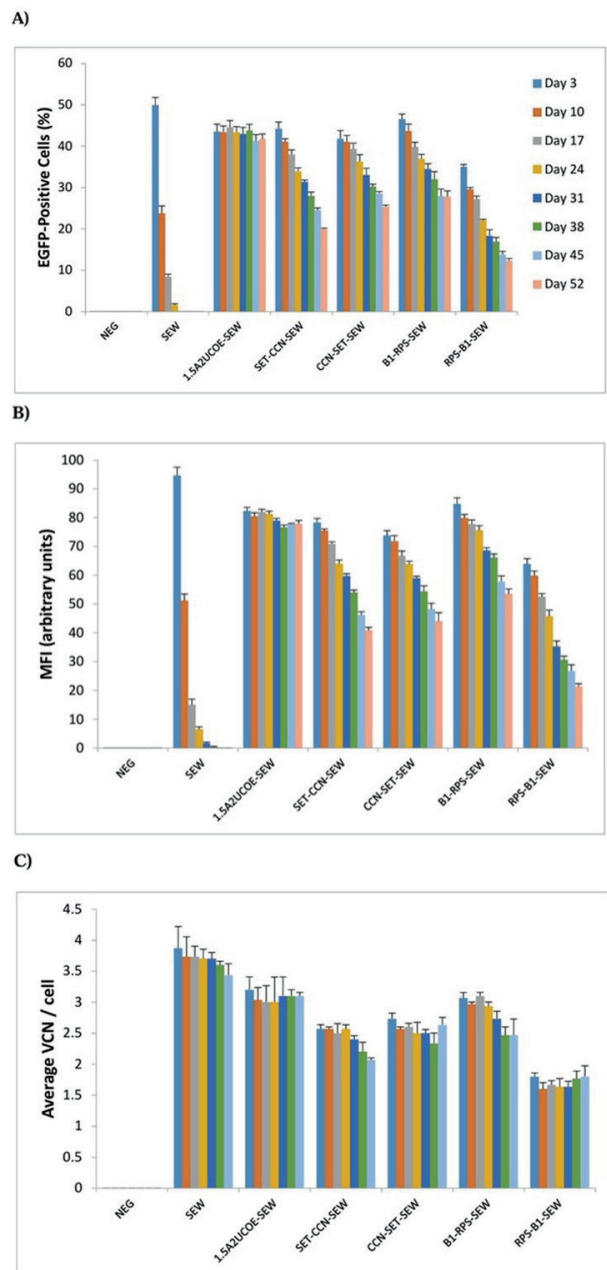 A)
EGFP-Positive Cells (%)
60
50
40
30
20
10
0
NEG
SEW
1.5A2UCOE-SEW
SET-CCN-SEW
CCN-SET-SEW
B1-RPS-SEW
RPS-B1-SEW
Day 3
Day 10
Day 17
Day 24
Day 31
Day 38
Day 45
Day 52
B)
MFI (arbitrary units)
100
90
80
70
60
50
40
30
20
10
0
NEG
SEW
1.5A2UCOE-SEW
SET-CCN-SEW
CCN-SET-SEW
B1-RPS-SEW
RPS-B1-SEW
C)
Average VCN / cell
4.5
4
3.5
3
2.5
2
1.5
1
0.5
0
NEG
SEW
1.5A2UCOE-SEW
SET-CCN-SEW
CCN-SET-SEW
B1-RPS-SEW
RPS-B1-SEW